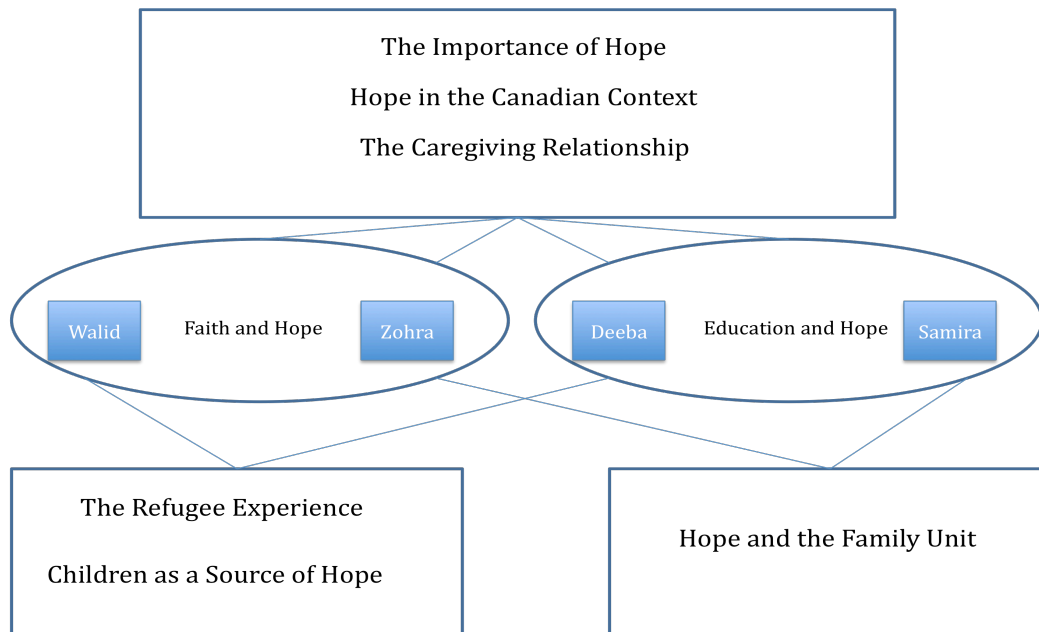 The Importance of Hope
Hope in the Canadian Context
The Caregiving Relationship
Walid
Faith and Hope
Zohra
Deeba
Education and Hope
Samira
The Refugee Experience
Children as a Source of Hope
Hope and the Family Unit